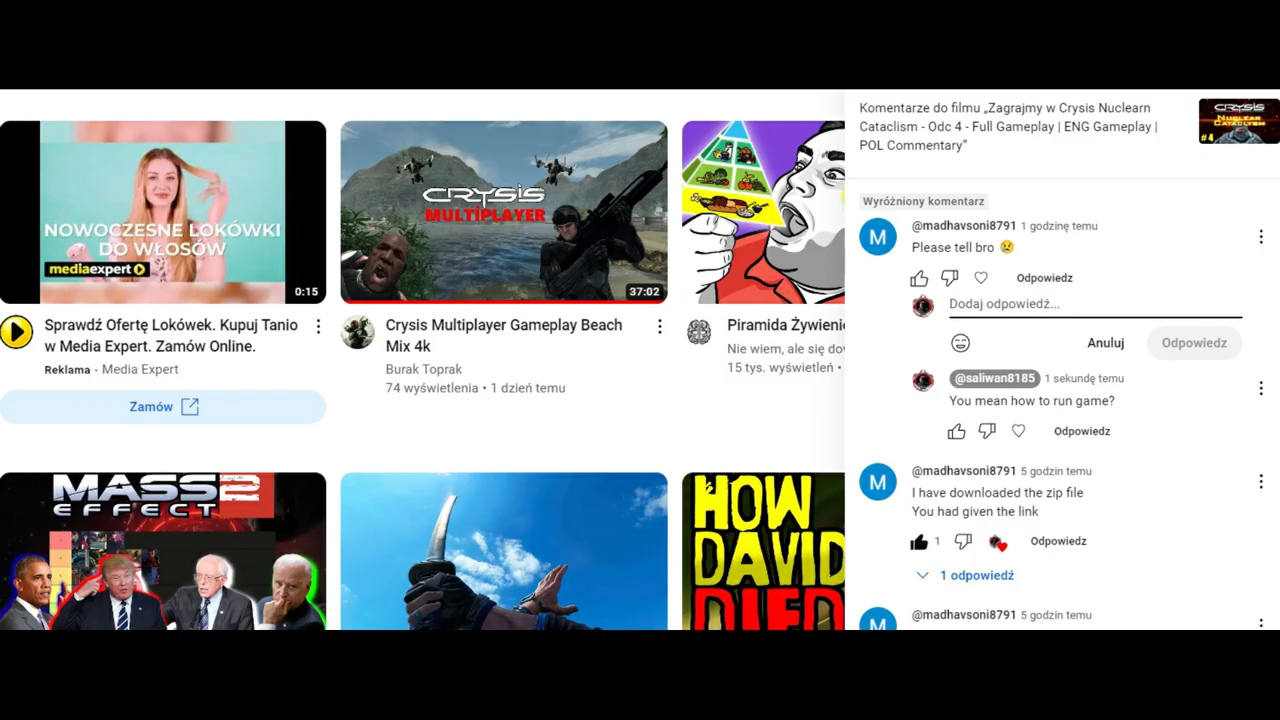 NOWOCZESNE LOKÓWKI
DO WŁOSÓW
mediaexpert
0:15
Sprawdź Ofertę Lokówek. Kupuj Tanio
w Media Expert. Zamów Online.
Reklama · Media Expert
Zamów
CRYSIS
MULTIPLAYER
37:02
Crysis Multiplayer Gameplay Beach
Mix 4k
Burak Toprak
74 wyświetlenia • 1 dzień temu
Piramida Żywieni
Nie wiem, ale się do
15 tys. wyświetleń •
MASS 2
EFFECT
HOW
DAVID
DIED
Komentarze do filmu „Zagrajmy w Crysis Nuclearn
Cataclism - Odc 4 - Full Gameplay | ENG Gameplay |
POL Commentary”
CRYSIS
NUCLEAR
CATACLYSM
#4
Wyróżniony komentarz
M
@madhavsoni8791 1 godzinę temu
Please tell bro 😢
Odpowiedz
Dodaj odpowiedź...
Anuluj
Odpowiedz
@saliwan8185 1 sekundę temu
You mean how to run game?
Odpowiedz
M
@madhavsoni8791 5 godzin temu
I have downloaded the zip file
You had given the link
1
Odpowiedz
1 odpowiedź
M
@madhavsoni8791 5 godzin temu